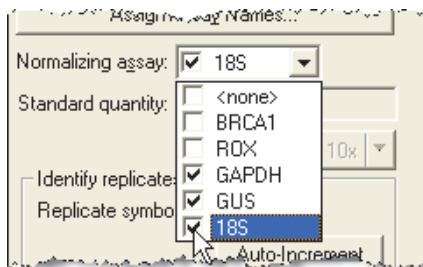 Assign Assay Names...
Normalizing assay: 18S
Standard quantity:
<none>
BRCA1
ROX
10x
GAPDH
Identify replicates
GUS
Replicate symbo
18S
Auto-Increment